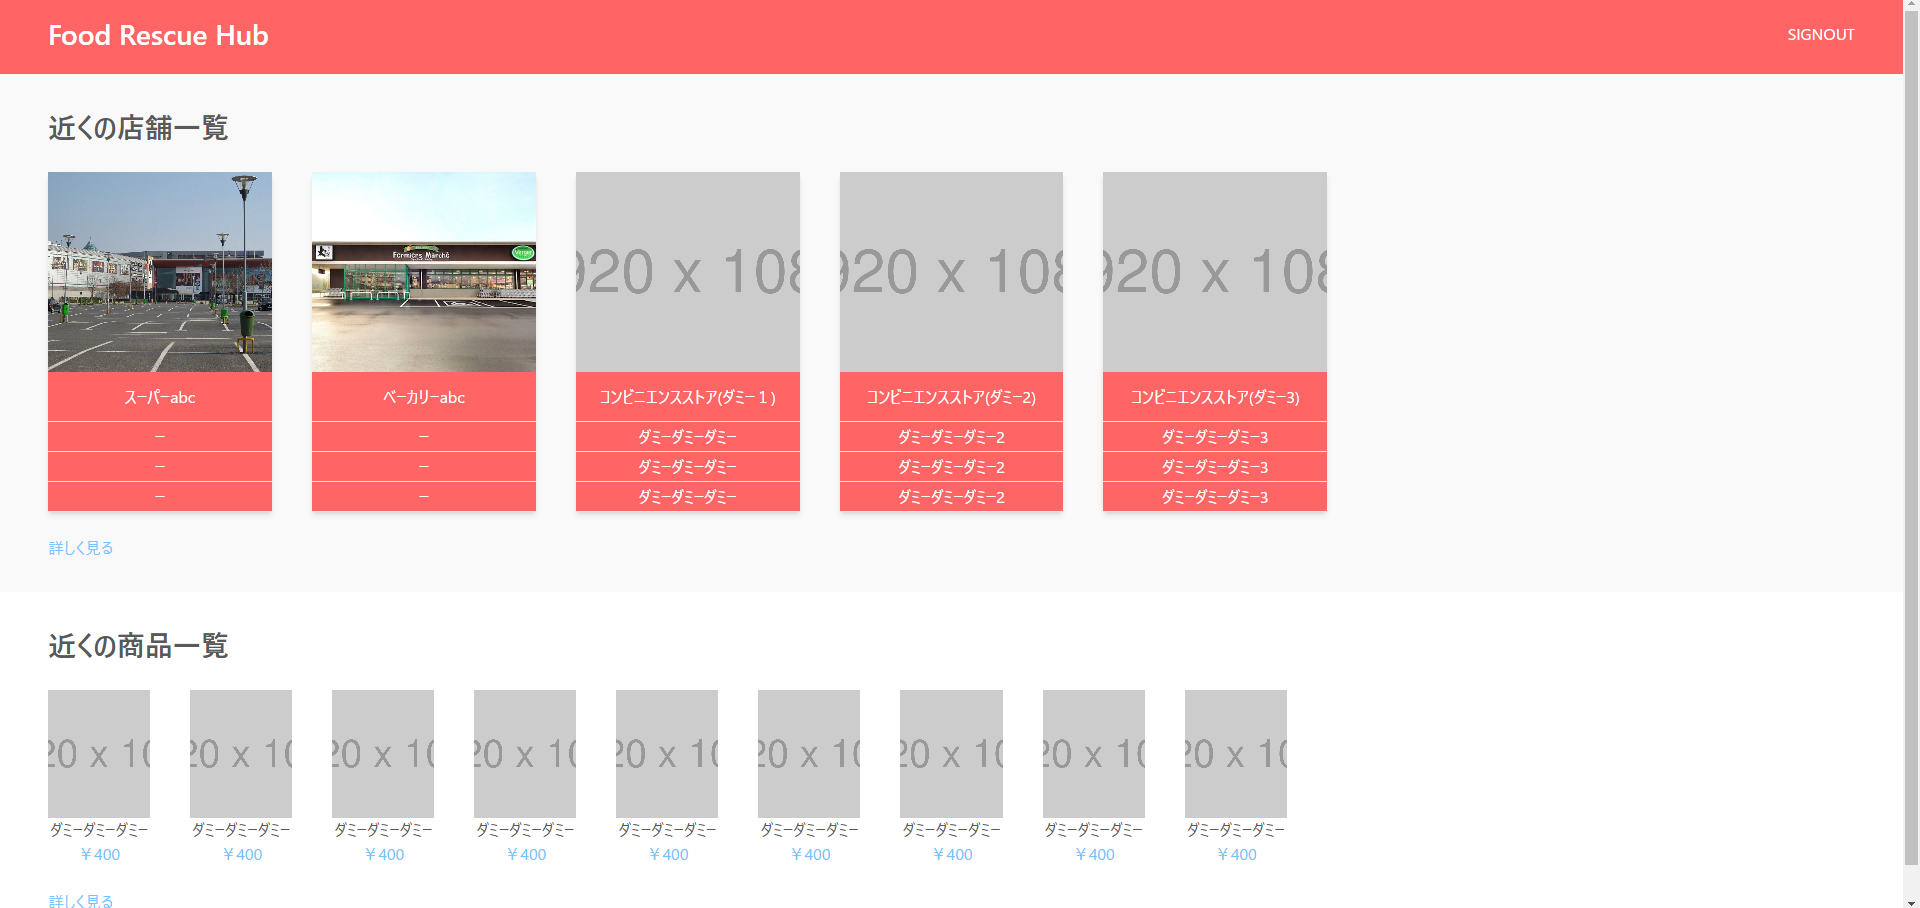 Food Rescue Hub
SIGNOUT
近くの店舗一覧
Farmers Marché
920 x 108
920 x 108
920 x 108
スーパーabc
ベーカリーabc
コンビニエンスストア(ダミー１)
コンビニエンスストア(ダミー2)
コンビニエンスストア(ダミー3)
ー
ー
ダミーダミーダミー
ダミーダミーダミー2
ダミーダミーダミー3
ー
ー
ダミーダミーダミー
ダミーダミーダミー2
ダミーダミーダミー3
ー
ー
ダミーダミーダミー
ダミーダミーダミー2
ダミーダミーダミー3
詳しく見る
近くの商品一覧
20 x 10
20 x 10
20 x 10
20 x 10
20 x 10
20 x 10
20 x 10
20 x 10
20 x 10
ダミーダミーダミー
ダミーダミーダミー
ダミーダミーダミー
ダミーダミーダミー
ダミーダミーダミー
ダミーダミーダミー
ダミーダミーダミー
ダミーダミーダミー
ダミーダミーダミー
￥400
￥400
￥400
￥400
￥400
￥400
￥400
￥400
￥400
詳しく見る